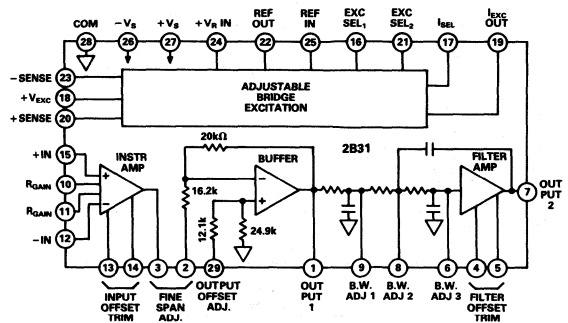 COM
28
− VS
26
+ VS
27
+ VR IN
24
REF OUT
22
REF IN
25
EXC SEL1
16
EXC SEL2
21
ISEL
17
IEXC OUT
19
− SENSE 23
+ VEXC 18
+ SENSE 20
ADJUSTABLE
BRIDGE
EXCITATION
20kΩ
2B31
BUFFER
INSTR
AMP
FILTER
AMP
+ IN 15
RGAIN 10
RGAIN 11
− IN 12
+
−
16.2k
−
+
12.1k
24.9k
+
−
7 OUT
PUT
2
13
14
3
2
29
1
9
8
6
4
5
INPUT
OFFSET
TRIM
FINE
SPAN
ADJ.
OUTPUT
OFFSET
ADJ.
OUT
PUT
1
B.W.
ADJ 1
B.W.
ADJ 2
B.W.
ADJ 3
FILTER
OFFSET
TRIM